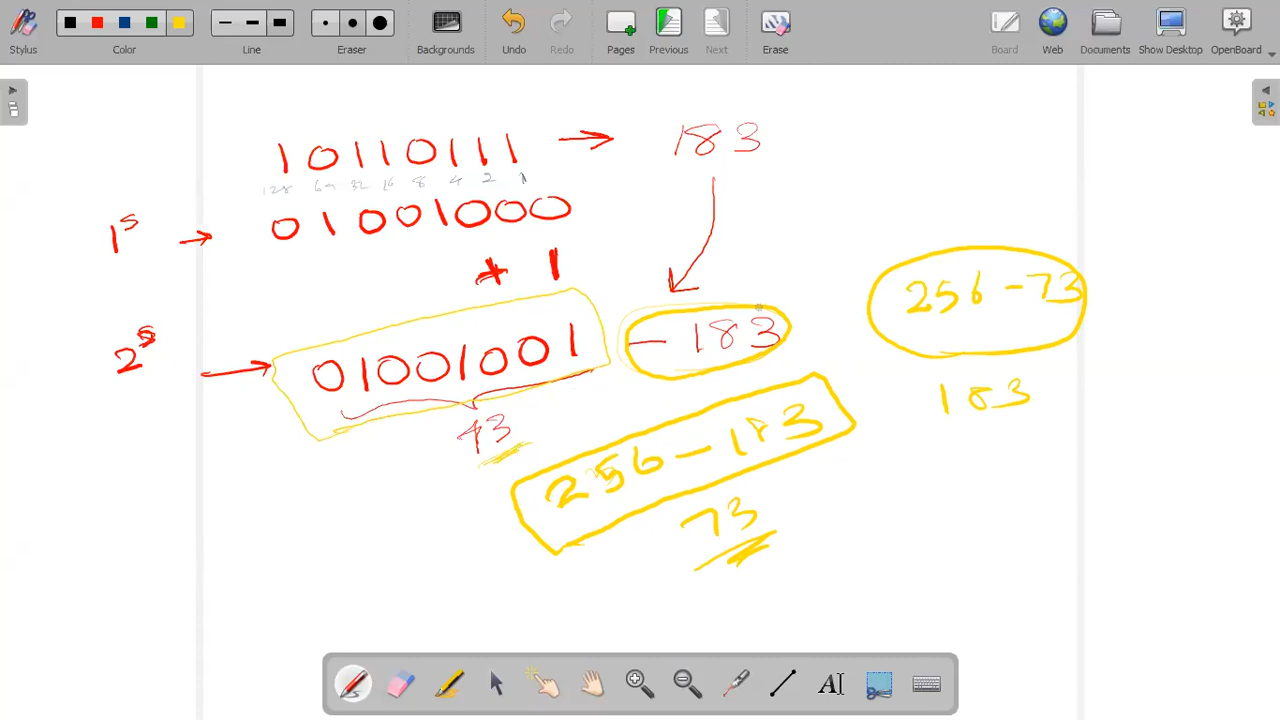 Stylus Color Line Eraser Backgrounds Undo Redo Pages Previous Next Erase Board Web Documents Show Desktop OpenBoard
10110111 → 183
128 64 32 16 8 4 2 1
1s → 01001000
+ 1
2s → 01001001 - 183
256 - 73
183
73
256 - 183
73